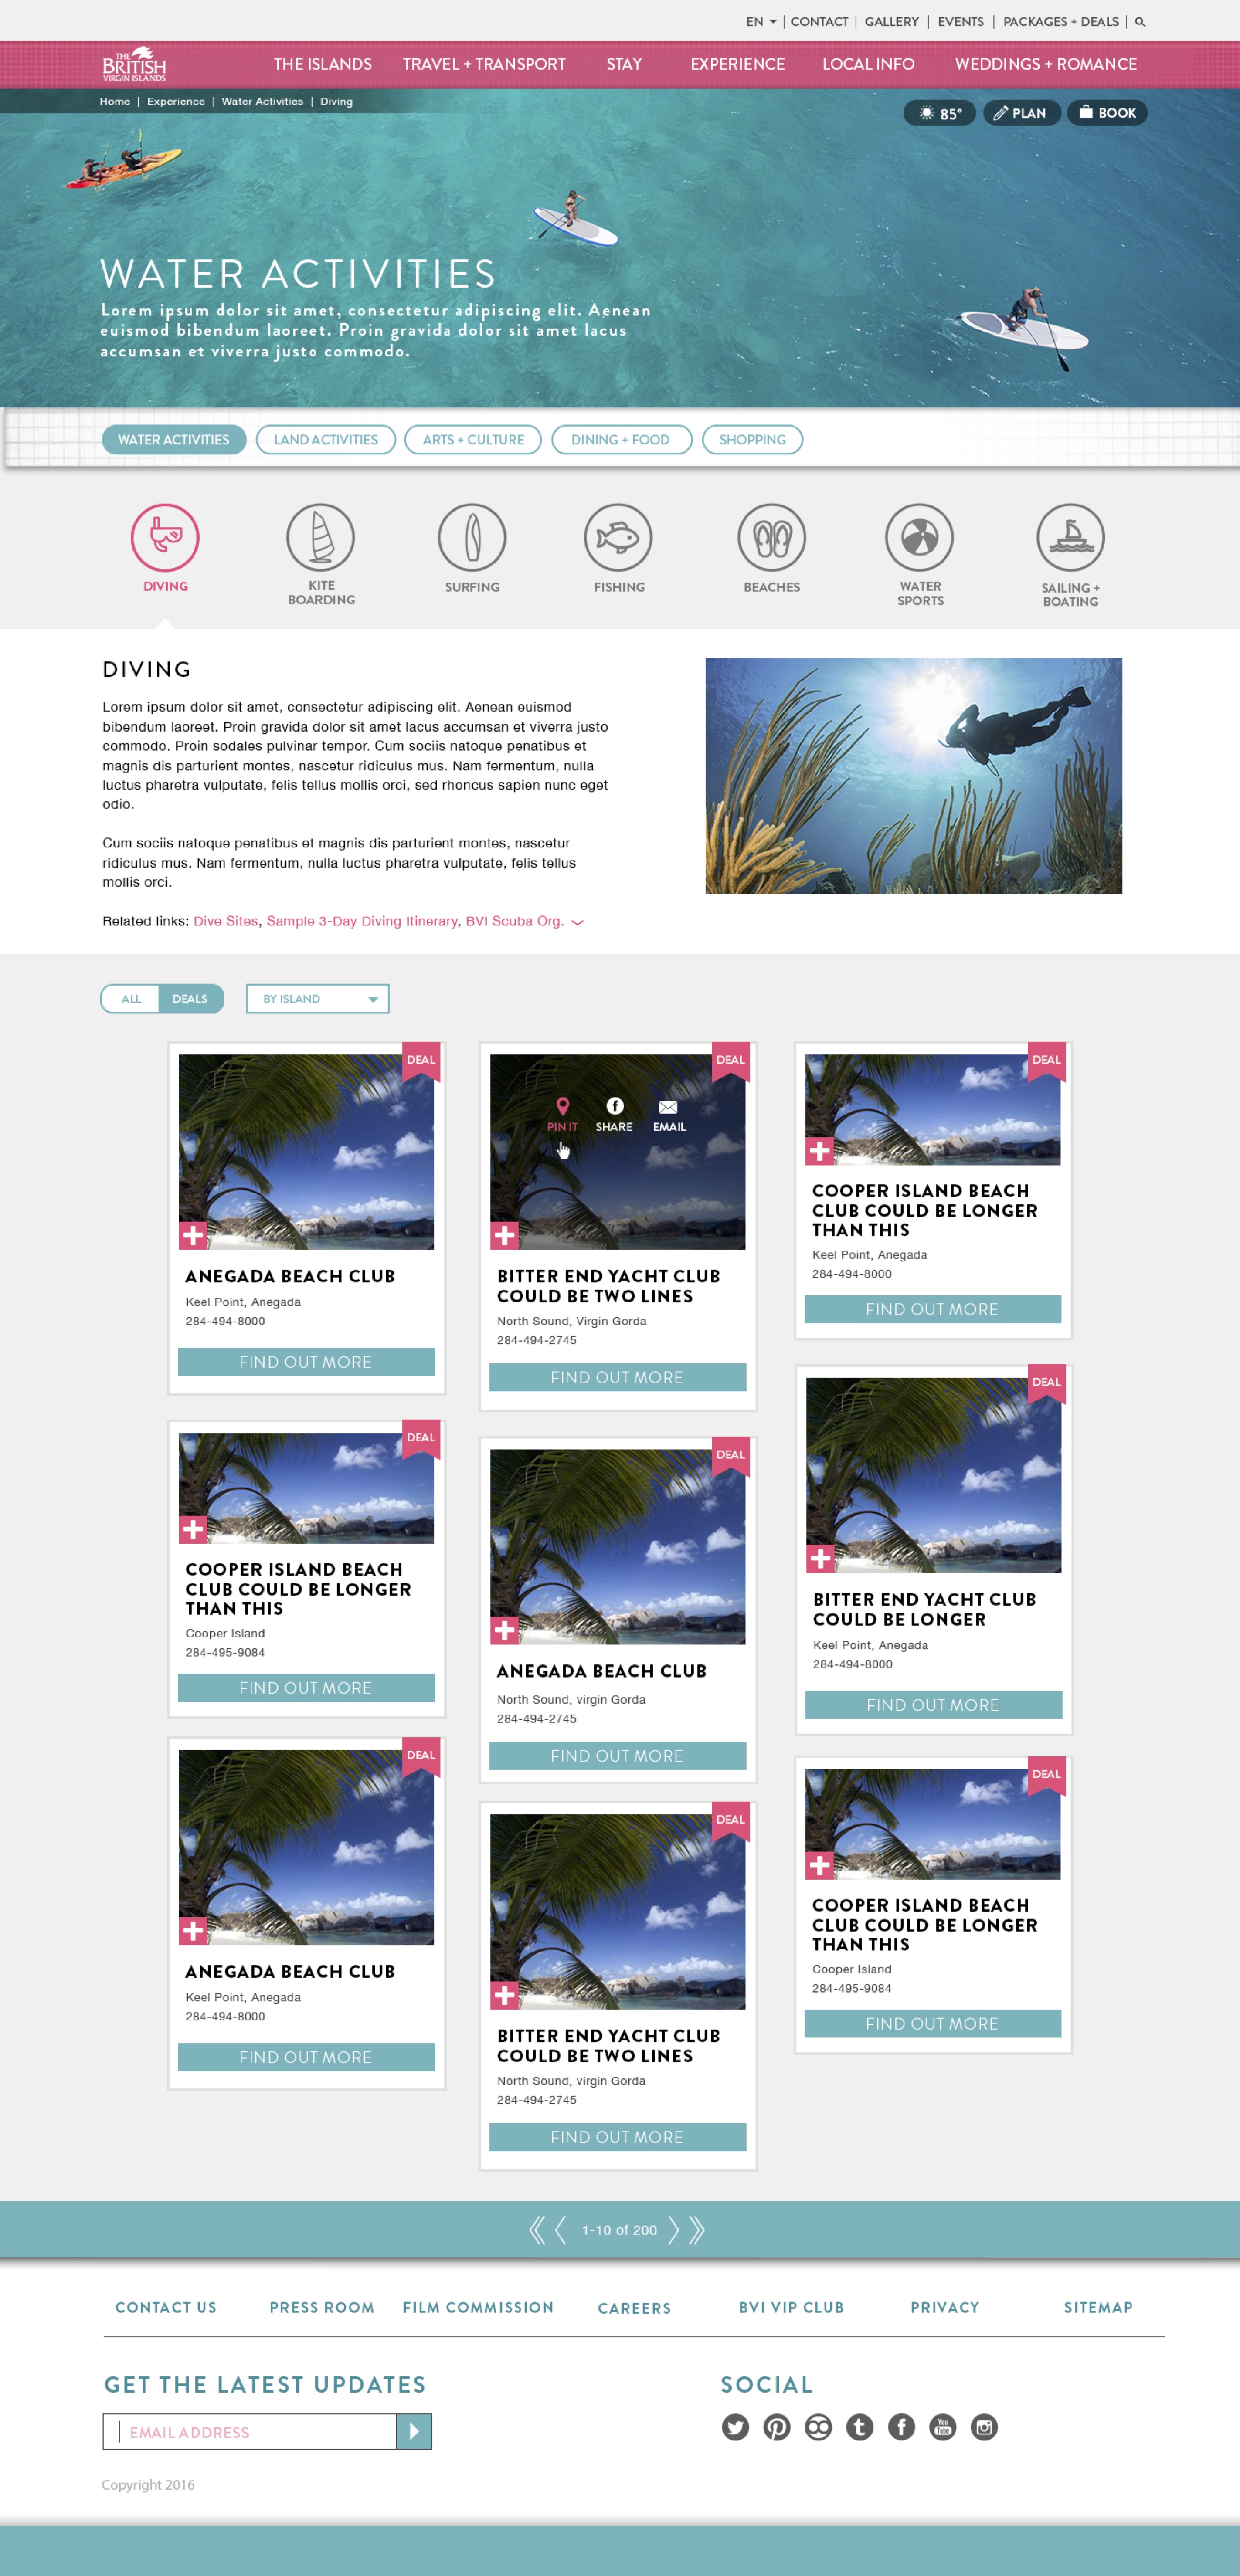 EN | CONTACT | GALLERY | EVENTS | PACKAGES + DEALS |
THE
BRITISH
VIRGIN ISLANDS
THE ISLANDS TRAVEL + TRANSPORT STAY EXPERIENCE LOCAL INFO WEDDINGS + ROMANCE
Home | Experience | Water Activities | Diving
85° PLAN BOOK
WATER ACTIVITIES
Lorem ipsum dolor sit amet, consectetur adipiscing elit. Aenean
euismod bibendum laoreet. Proin gravida dolor sit amet lacus
accumsan et viverra justo commodo.
WATER ACTIVITIES LAND ACTIVITIES ARTS + CULTURE DINING + FOOD SHOPPING
DIVING
KITE
BOARDING
SURFING
FISHING
BEACHES
WATER
SPORTS
SAILING +
BOATING
DIVING
Lorem ipsum dolor sit amet, consectetur adipiscing elit. Aenean euismod
bibendum laoreet. Proin gravida dolor sit amet lacus accumsan et viverra justo
commodo. Proin sodales pulvinar tempor. Cum sociis natoque penatibus et
magnis dis parturient montes, nascetur ridiculus mus. Nam fermentum, nulla
luctus pharetra vulputate, felis tellus mollis orci, sed rhoncus sapien nunc eget
odio.
Cum sociis natoque penatibus et magnis dis parturient montes, nascetur
ridiculus mus. Nam fermentum, nulla luctus pharetra vulputate, felis tellus
mollis orci.
Related links: Dive Sites, Sample 3-Day Diving Itinerary, BVI Scuba Org.
ALL DEALS BY ISLAND
DEAL
ANEGADA BEACH CLUB
Keel Point, Anegada
284-494-8000
FIND OUT MORE
DEAL
PIN IT SHARE EMAIL
BITTER END YACHT CLUB
COULD BE TWO LINES
North Sound, Virgin Gorda
284-494-2745
FIND OUT MORE
DEAL
COOPER ISLAND BEACH
CLUB COULD BE LONGER
THAN THIS
Keel Point, Anegada
284-494-8000
FIND OUT MORE
DEAL
COOPER ISLAND BEACH
CLUB COULD BE LONGER
THAN THIS
Cooper Island
284-495-9084
FIND OUT MORE
DEAL
ANEGADA BEACH CLUB
North Sound, virgin Gorda
284-494-2745
FIND OUT MORE
DEAL
BITTER END YACHT CLUB
COULD BE LONGER
Keel Point, Anegada
284-494-8000
FIND OUT MORE
DEAL
ANEGADA BEACH CLUB
Keel Point, Anegada
284-494-8000
FIND OUT MORE
DEAL
BITTER END YACHT CLUB
COULD BE TWO LINES
North Sound, virgin Gorda
284-494-2745
FIND OUT MORE
DEAL
COOPER ISLAND BEACH
CLUB COULD BE LONGER
THAN THIS
Cooper Island
284-495-9084
FIND OUT MORE
1-10 of 200
CONTACT US PRESS ROOM FILM COMMISSION CAREERS BVI VIP CLUB PRIVACY SITEMAP
GET THE LATEST UPDATES
EMAIL ADDRESS
SOCIAL
You
Tube
Copyright 2016